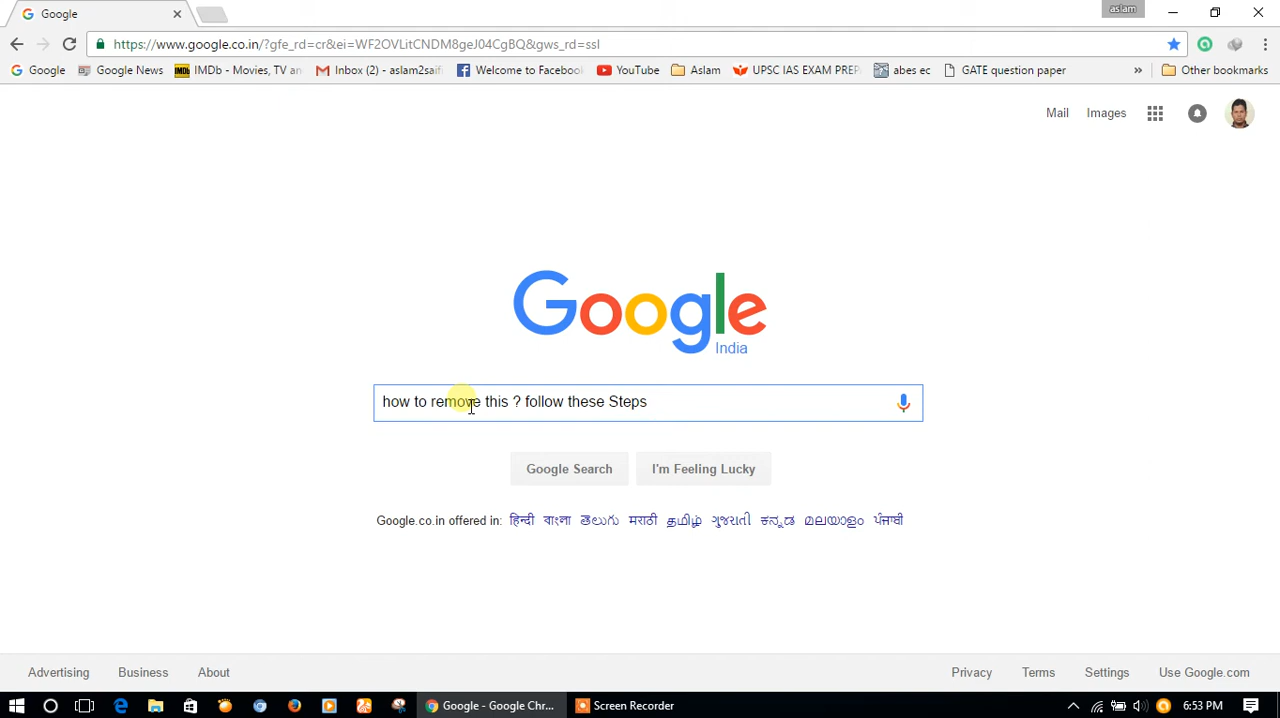 Google
aslam
https://www.google.co.in/?gfe_rd=cr&ei=WF2OVLitCNDM8geJ04CgBQ&gws_rd=ssl
Google Google News IMDb - Movies, TV an Inbox (2) - aslam2saif Welcome to Facebook YouTube Aslam UPSC IAS EXAM PREP abes ec GATE question paper » Other bookmarks
Mail Images
Google
India
how to remove this ? follow these Steps
Google Search I'm Feeling Lucky
Google.co.in offered in: हिन्दी বাংলা తెలుగు मराठी தமிழ் ગુજરાતી ಕನ್ನಡ മലയാളം ਪੰਜਾਬੀ
Advertising Business About Privacy Terms Settings Use Google.com
Google - Google Chr... Screen Recorder 6:53 PM